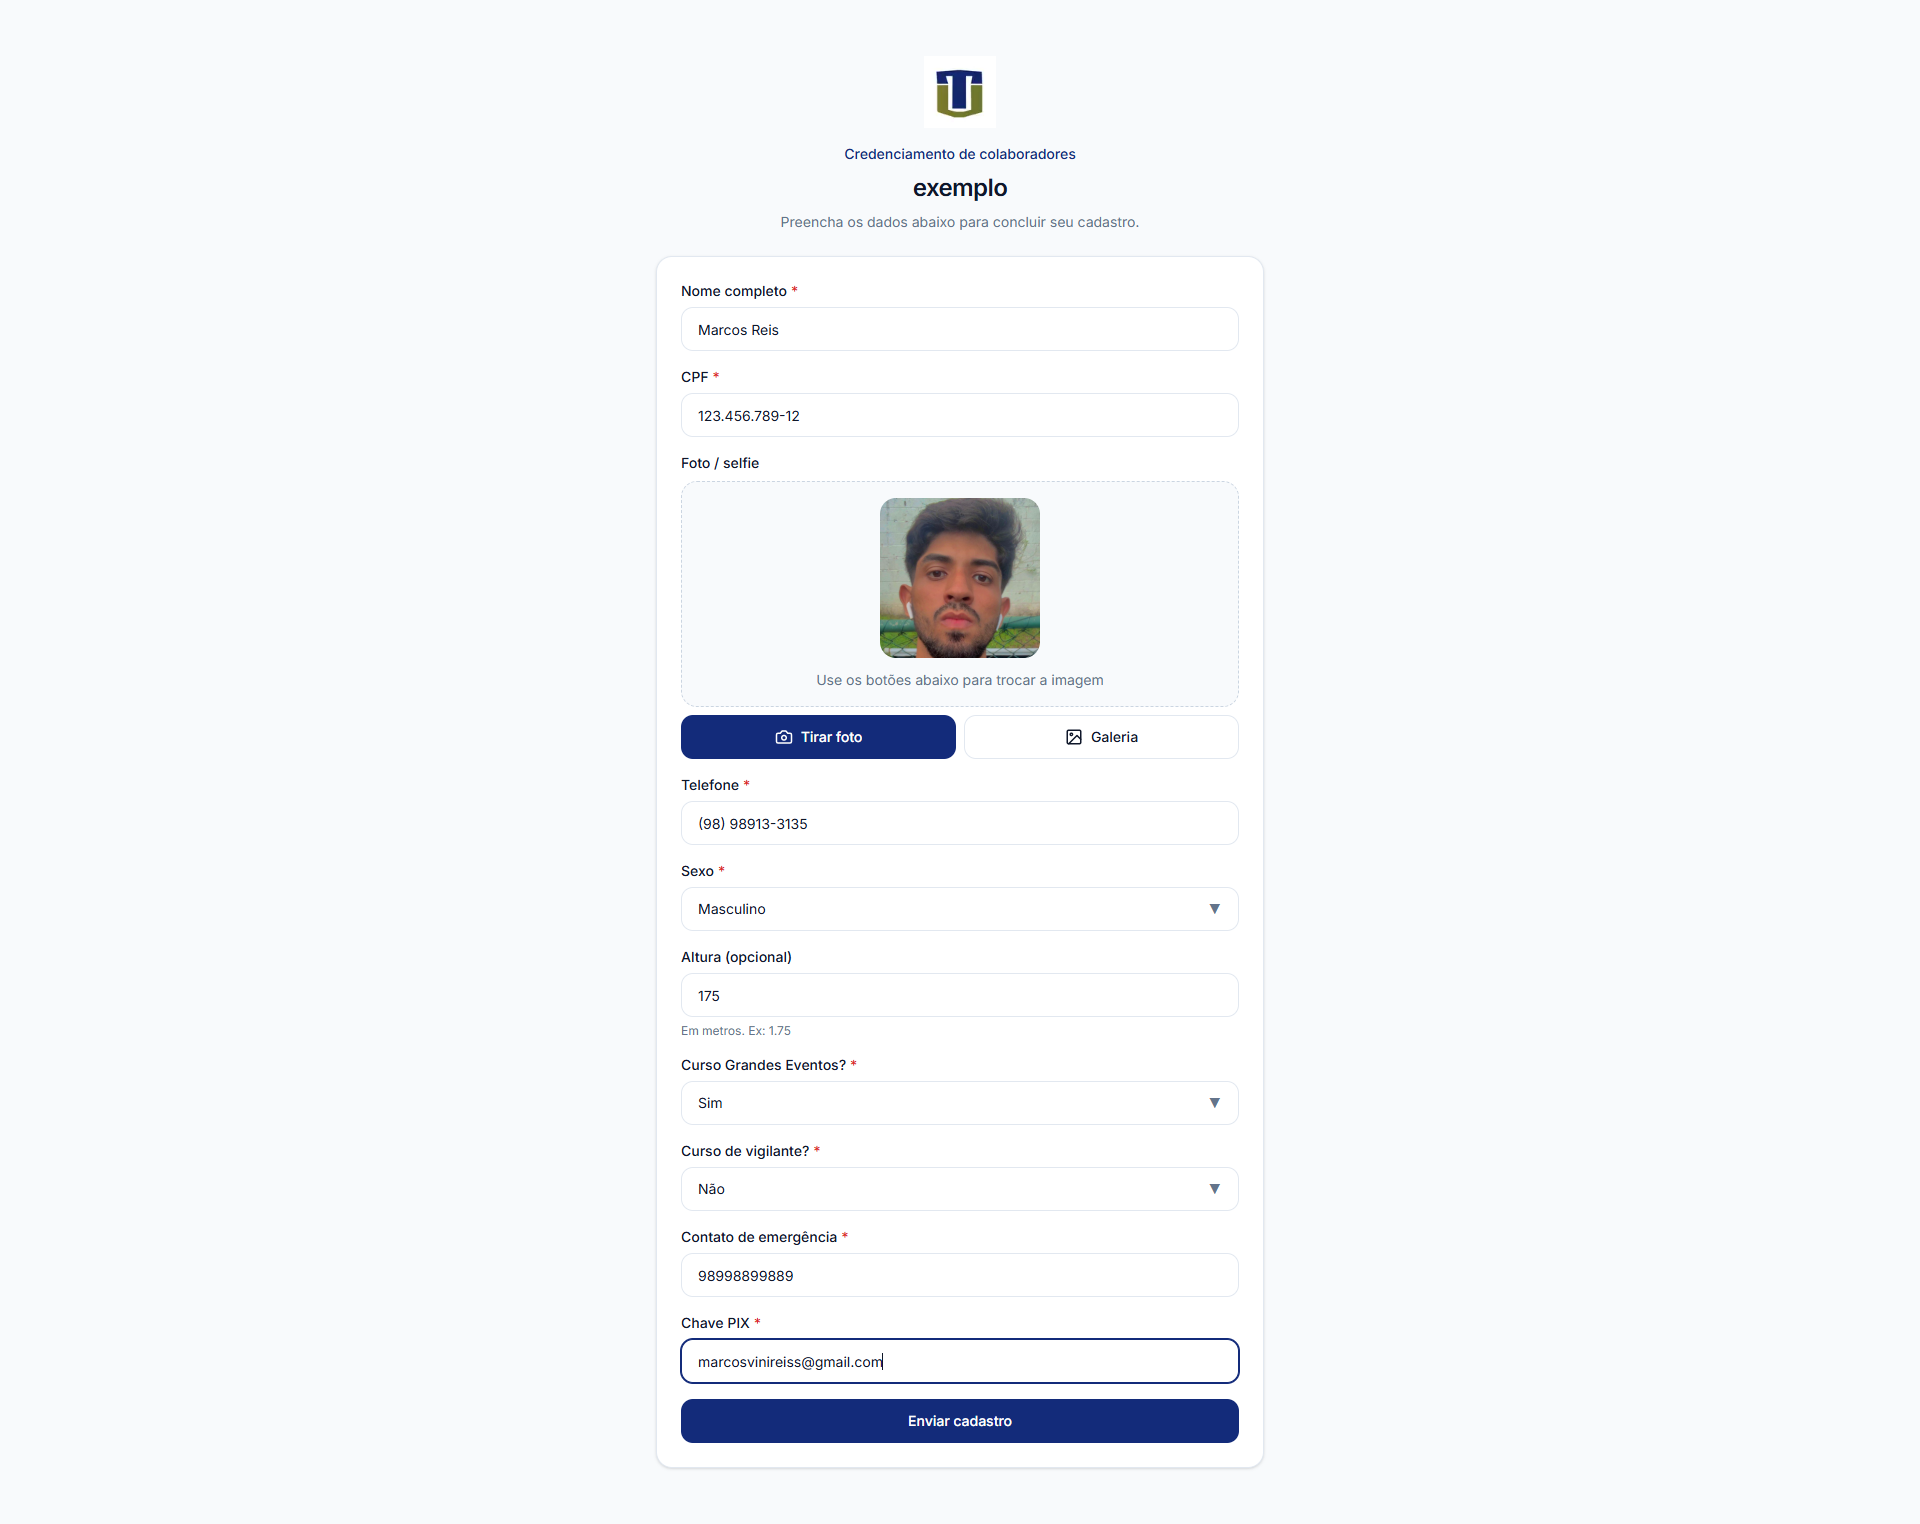 Credenciamento de colaboradores
exemplo
Preencha os dados abaixo para concluir seu cadastro.
Nome completo *
Marcos Reis
CPF *
123.456.789-12
Foto / selfie
Use os botões abaixo para trocar a imagem
Tirar foto
Galeria
Telefone *
(98) 98913-3135
Sexo *
Masculino
Altura (opcional)
175
Em metros. Ex: 1.75
Curso Grandes Eventos? *
Sim
Curso de vigilante? *
Não
Contato de emergência *
98998899889
Chave PIX *
marcosvinireiss@gmail.com
Enviar cadastro